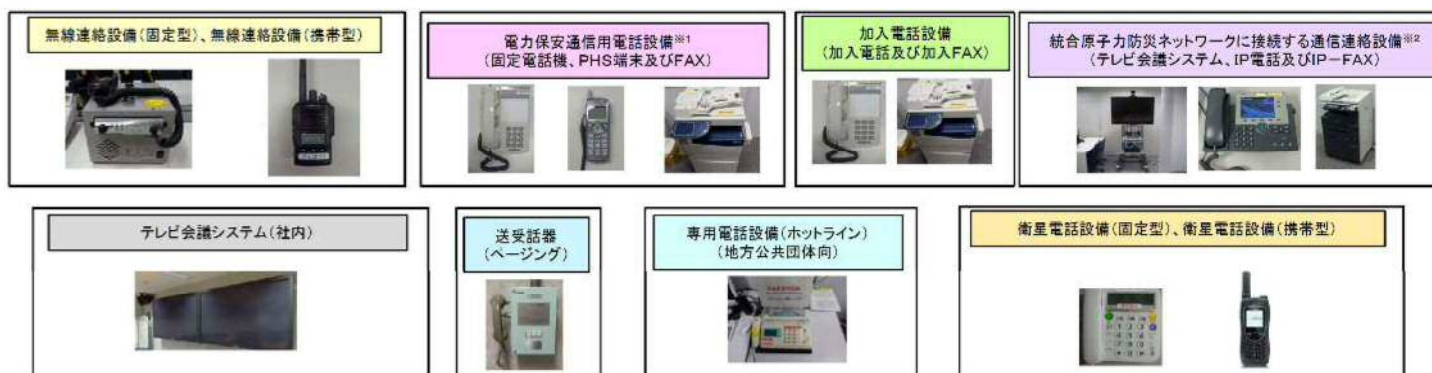 無線連絡設備(固定型)、無線連絡設備(携帯型)
電力保安通信用電話設備※1
(固定電話機、PHS端末及びFAX)
加入電話設備
(加入電話及び加入FAX)
統合原子力防災ネットワークに接続する通信連絡設備※2
(テレビ会議システム、IP電話及びIP-FAX)
テレビ会議システム(社内)
送受話器
(ページング)
専用電話設備(ホットライン)
(地方公共団体向)
衛星電話設備(固定型)、衛星電話設備(携帯型)